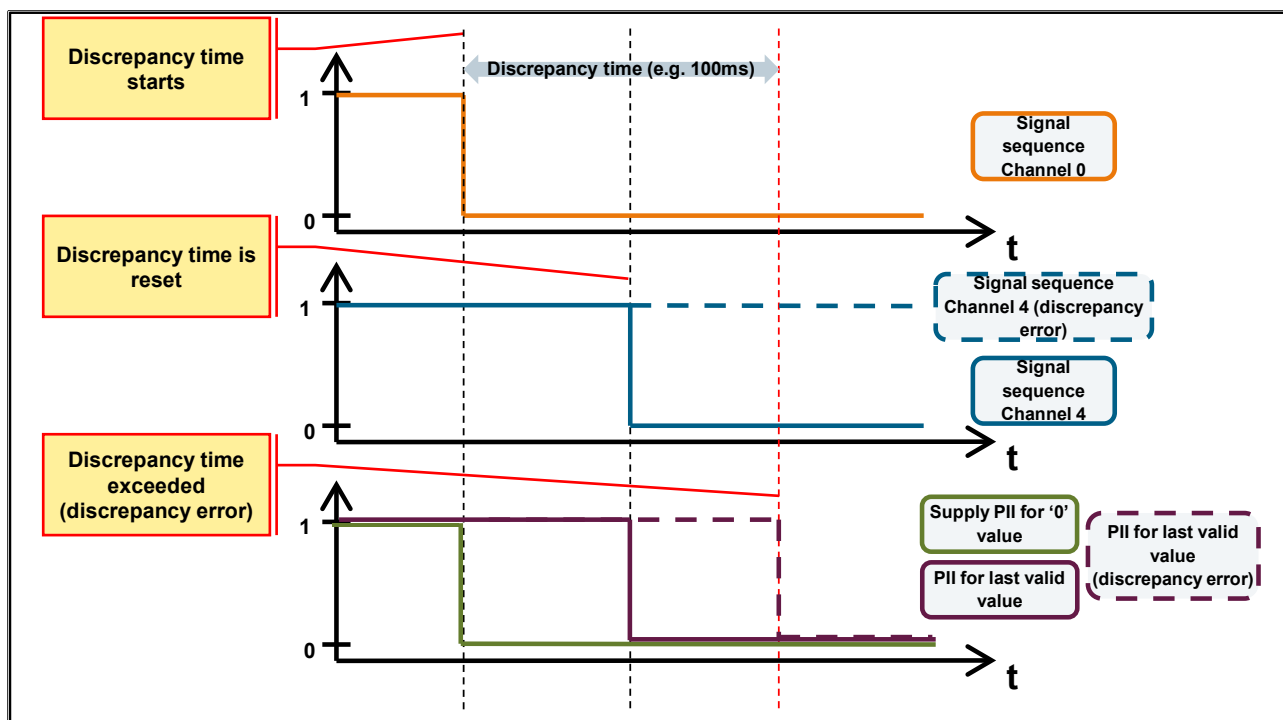 Discrepancy time
starts
Discrepancy time (e.g. 100ms)
1
0
t
Signal
sequence
Channel 0
Discrepancy time is
reset
1
0
t
Signal sequence
Channel 4 (discrepancy
error)
Signal
sequence
Channel 4
Discrepancy time
exceeded
(discrepancy error)
1
0
t
Supply PII for ‘0’
value
PII for last valid
value
PII for last valid
value
(discrepancy error)